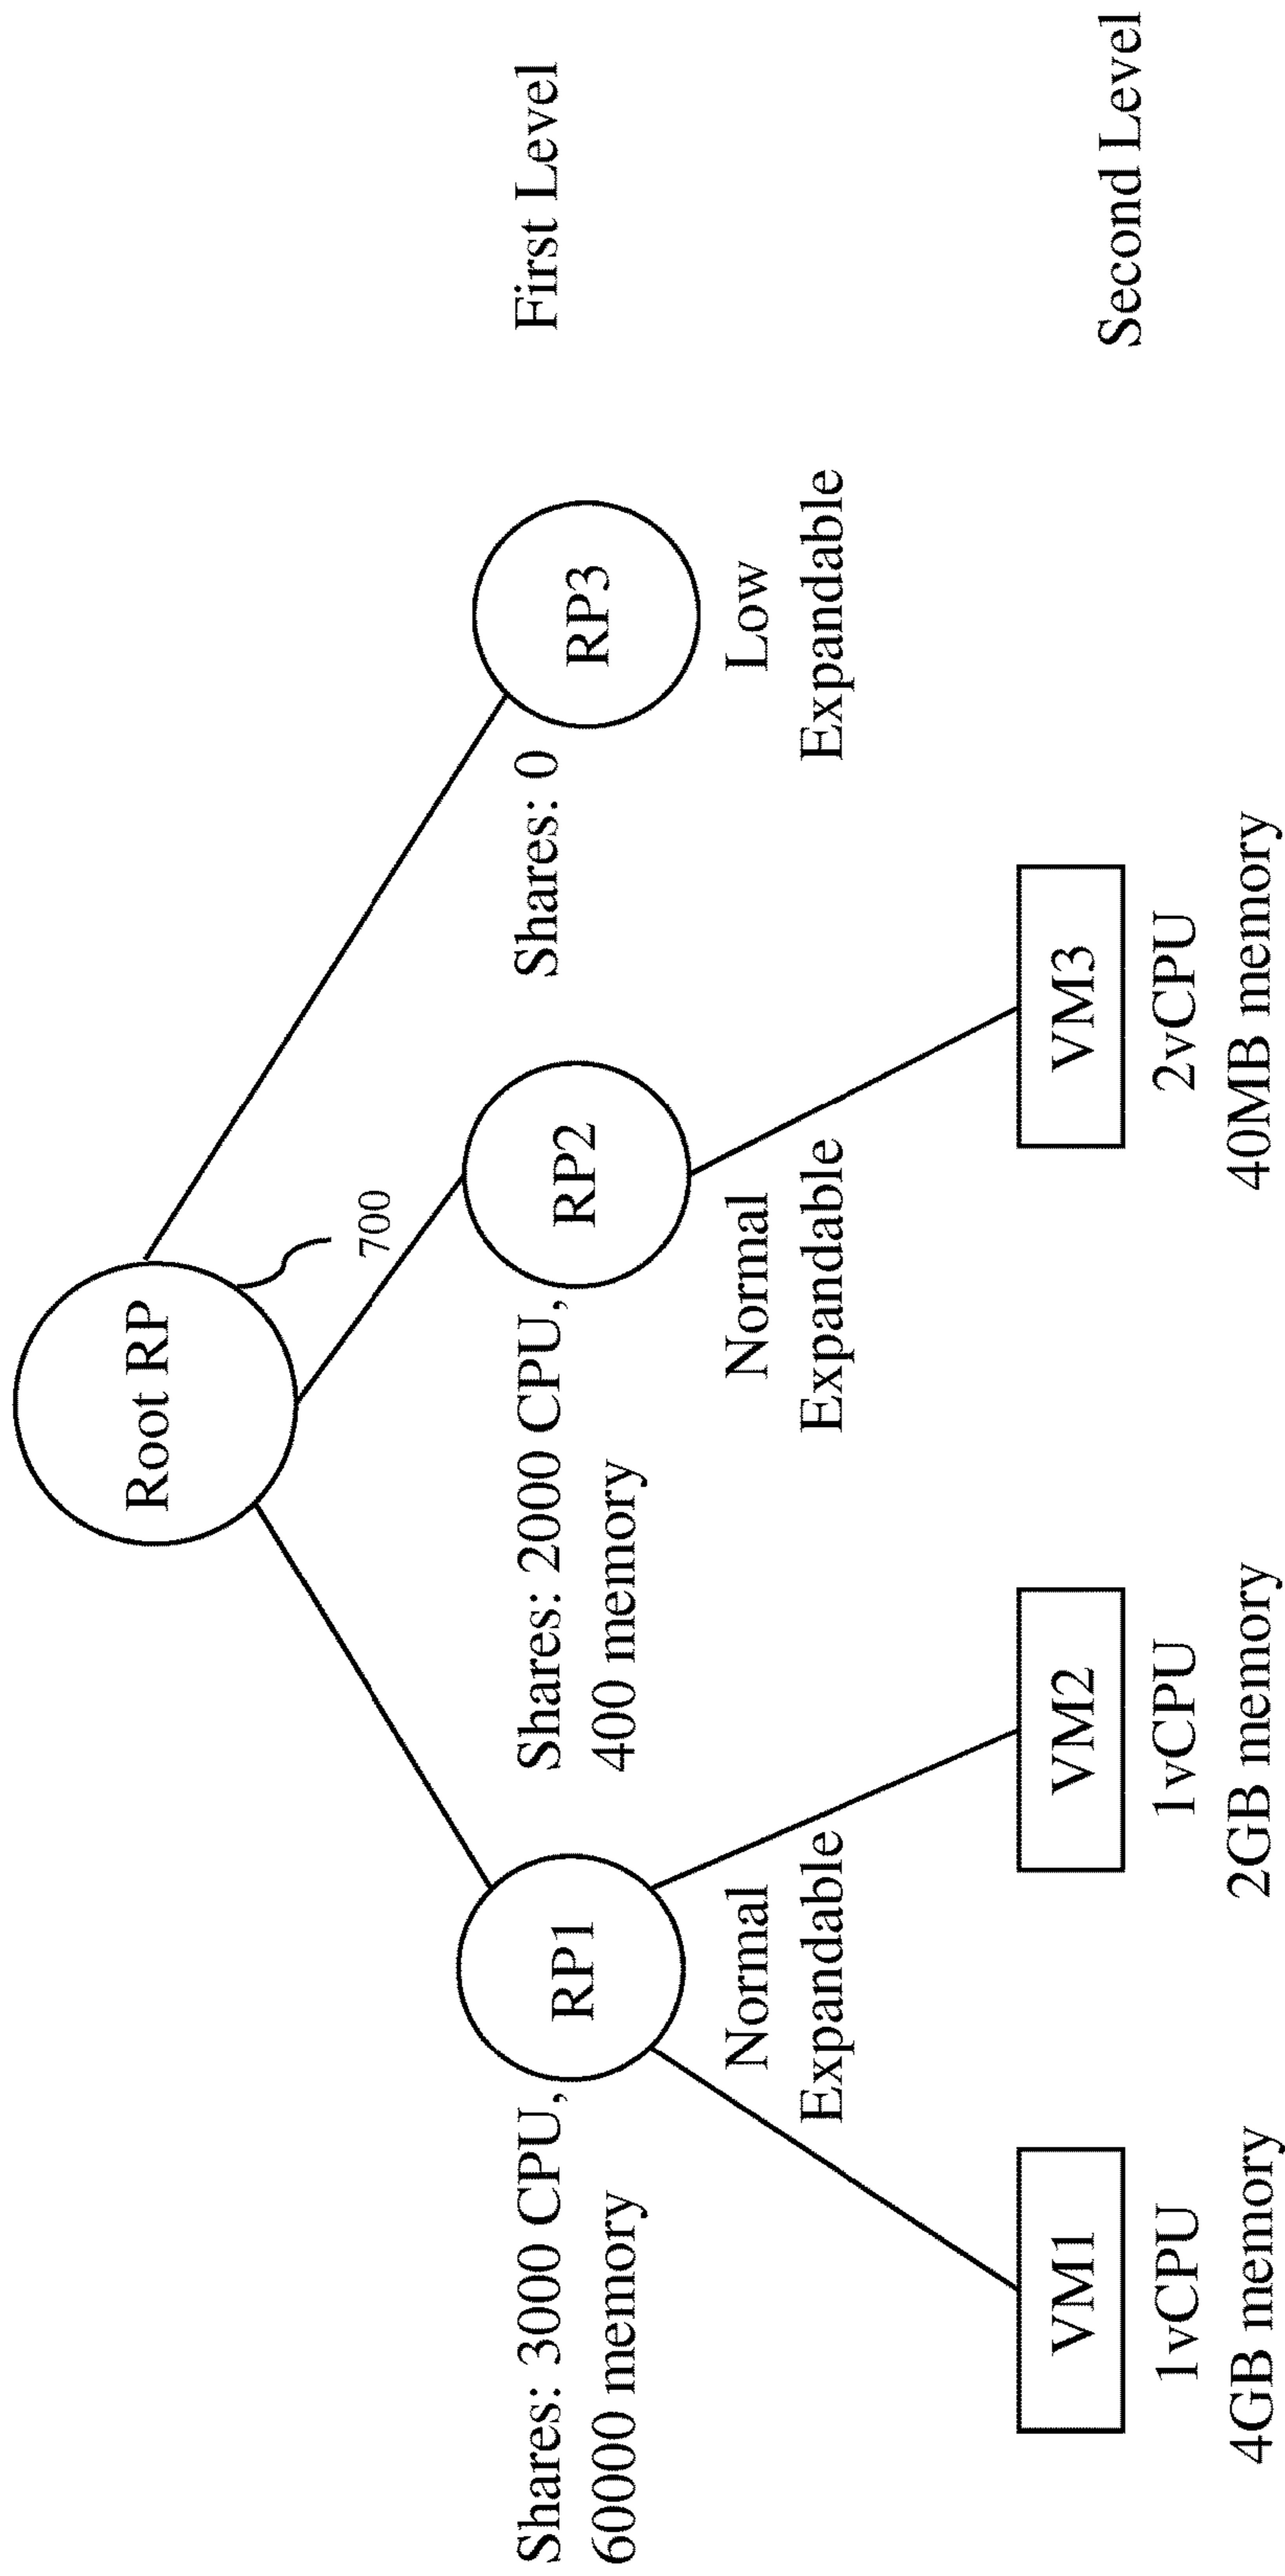 Root RP
700
First Level
Shares: 3000 CPU,
60000 memory
RP1
Normal
Expandable
Shares: 2000 CPU,
400 memory
RP2
Normal
Expandable
Shares: 0
RP3
Low
Expandable
Second Level
VM1
1vCPU
4GB memory
VM2
1vCPU
2GB memory
VM3
2vCPU
40MB memory